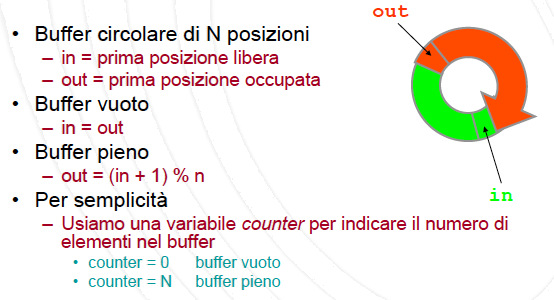 out
• Buffer circolare di N posizioni
– in = prima posizione libera
– out = prima posizione occupata
• Buffer vuoto
– in = out
• Buffer pieno
– out = (in + 1) % n
• Per semplicità
– Usiamo una variabile counter per indicare il numero di
elementi nel buffer
• counter = 0 buffer vuoto
• counter = N buffer pieno
in